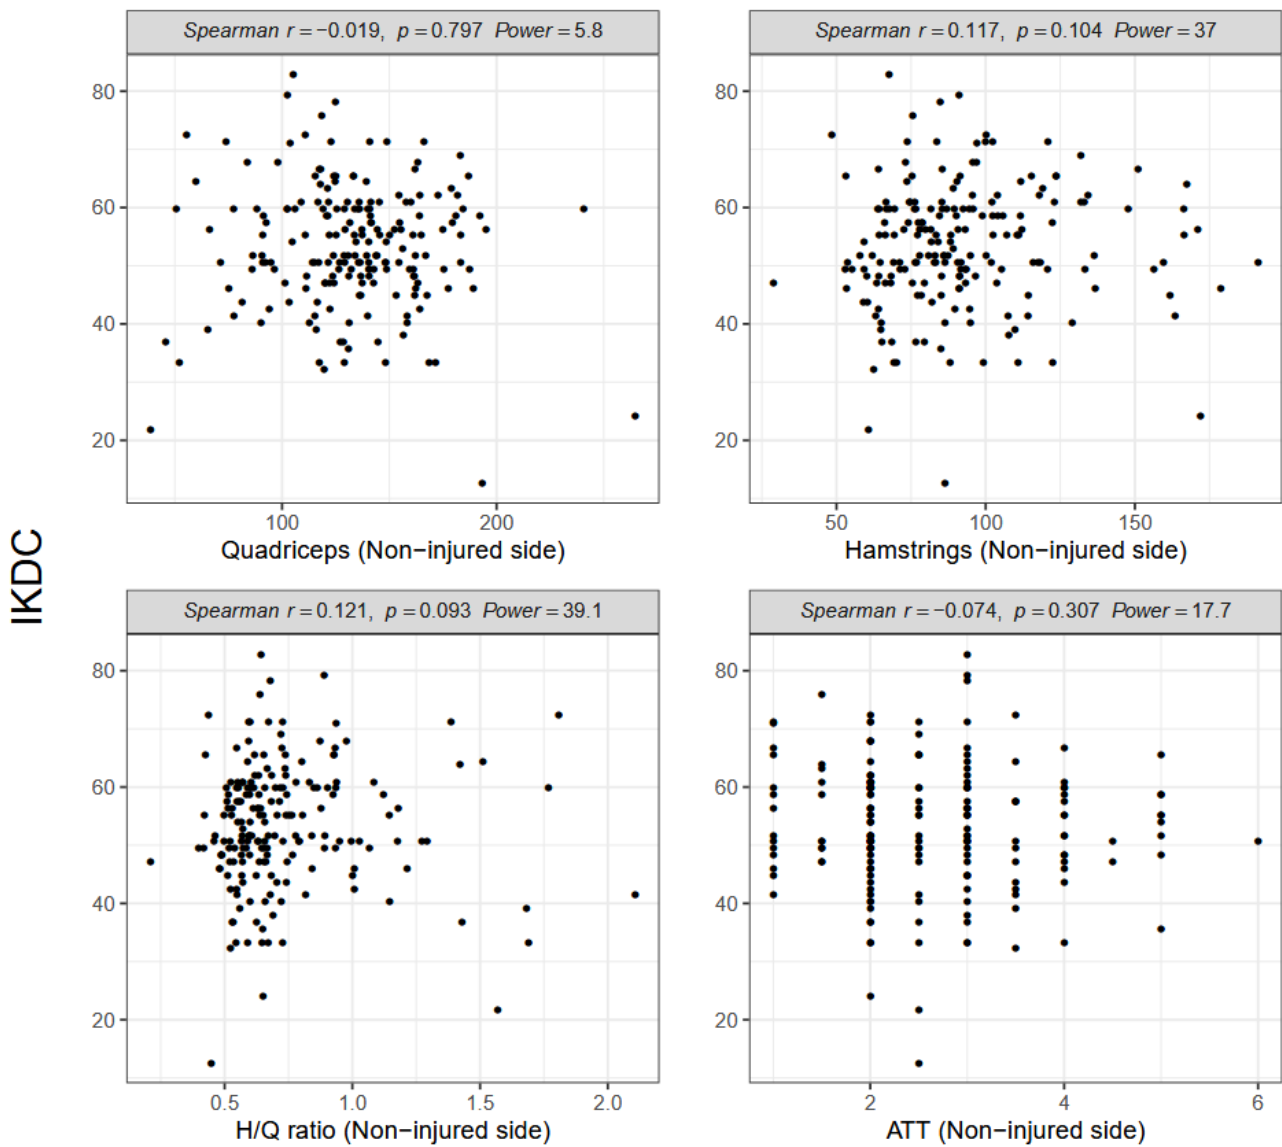 Spearman r = −0.019, p = 0.797 Power = 5.8
Spearman r = 0.117, p = 0.104 Power = 37
80
60
40
20
100 200
Quadriceps (Non−injured side)
80
60
40
20
50 100 150
Hamstrings (Non−injured side)
IKDC
Spearman r = 0.121, p = 0.093 Power = 39.1
Spearman r = −0.074, p = 0.307 Power = 17.7
80
60
40
20
0.5 1.0 1.5 2.0
H/Q ratio (Non−injured side)
80
60
40
20
2 4 6
ATT (Non−injured side)